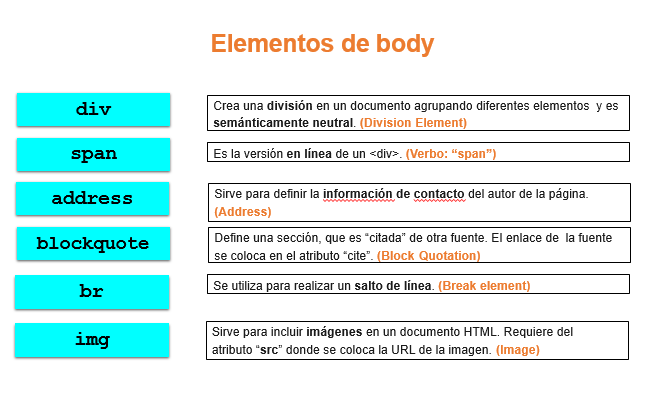 Elementos de body
div
Crea una división en un documento agrupando diferentes elementos y es
semánticamente neutral. (Division Element)
span
Es la versión en línea de un <div>. (Verbo: “span”)
address
Sirve para definir la información de contacto del autor de la página.
(Address)
blockquote
Define una sección, que es “citada” de otra fuente. El enlace de la fuente
se coloca en el atributo “cite”. (Block Quotation)
br
Se utiliza para realizar un salto de línea. (Break element)
img
Sirve para incluir imágenes en un documento HTML. Requiere del
atributo “src” donde se coloca la URL de la imagen. (Image)